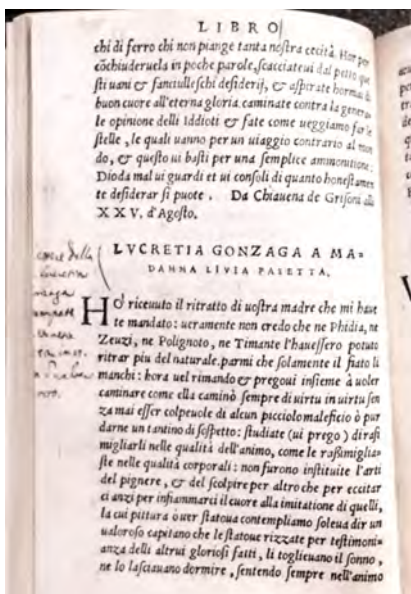 LIBRO
chi di ferro chi non piange tanta nostra cecità. Hor per
cōchiuderuela in poche parole, scacciateui dal petto que
sti uani & fanciulleschi desiderij, & aspirate hormai di
buon cuore all'eterna gloria. caminate contra la genera
le opinione delli Iddioti & fate come ueggiamo far le
stelle, le quali uanno per un uiaggio contrario al mon
do, & questo ui basti per una semplice ammonitione:
Dioda mal ui guardi et ui consoli di quanto honestamen
te desiderar si puote. Da Chiauena de Grisoni alli
XXV. d'Agosto.
LVCRETIA GONZAGA A MA=
DANNA LIVIA PASETTA.
HO' riceuuto il ritratto di uostra madre che mi haue
te mandato: ueramente non credo che ne Phidia, ne
Zeuzi, ne Polignoto, ne Timante l'hauessero potuto
ritrar piu del naturale. parmi che solamente il fiato li
manchi: hora uel rimando & pregoui insieme à uoler
caminare come ella caminò sempre di uirtu in uirtu sen
za mai esser colpeuole di alcun picciolo maleficio ò pur
darne un tantino di sospetto: studiate (ui prego) di rasi
migliarli nelle qualità dell'animo, come le raßimiglia=
ste nelle qualità corporali: non furono instituite l'arti
del pignere, & del scolpire per altro che per eccitar
ci anzi per infiammarci il cuore alla imitatione di quelli,
la cui pittura ò uer statoua contempliamo soleua dir un
ualoroso capitano che le statoue rizzate per testimoni=
anza delli altrui gloriosi fatti, li toglieuano il sonno,
ne lo lasciauano dormire, sentendo sempre nell'animo